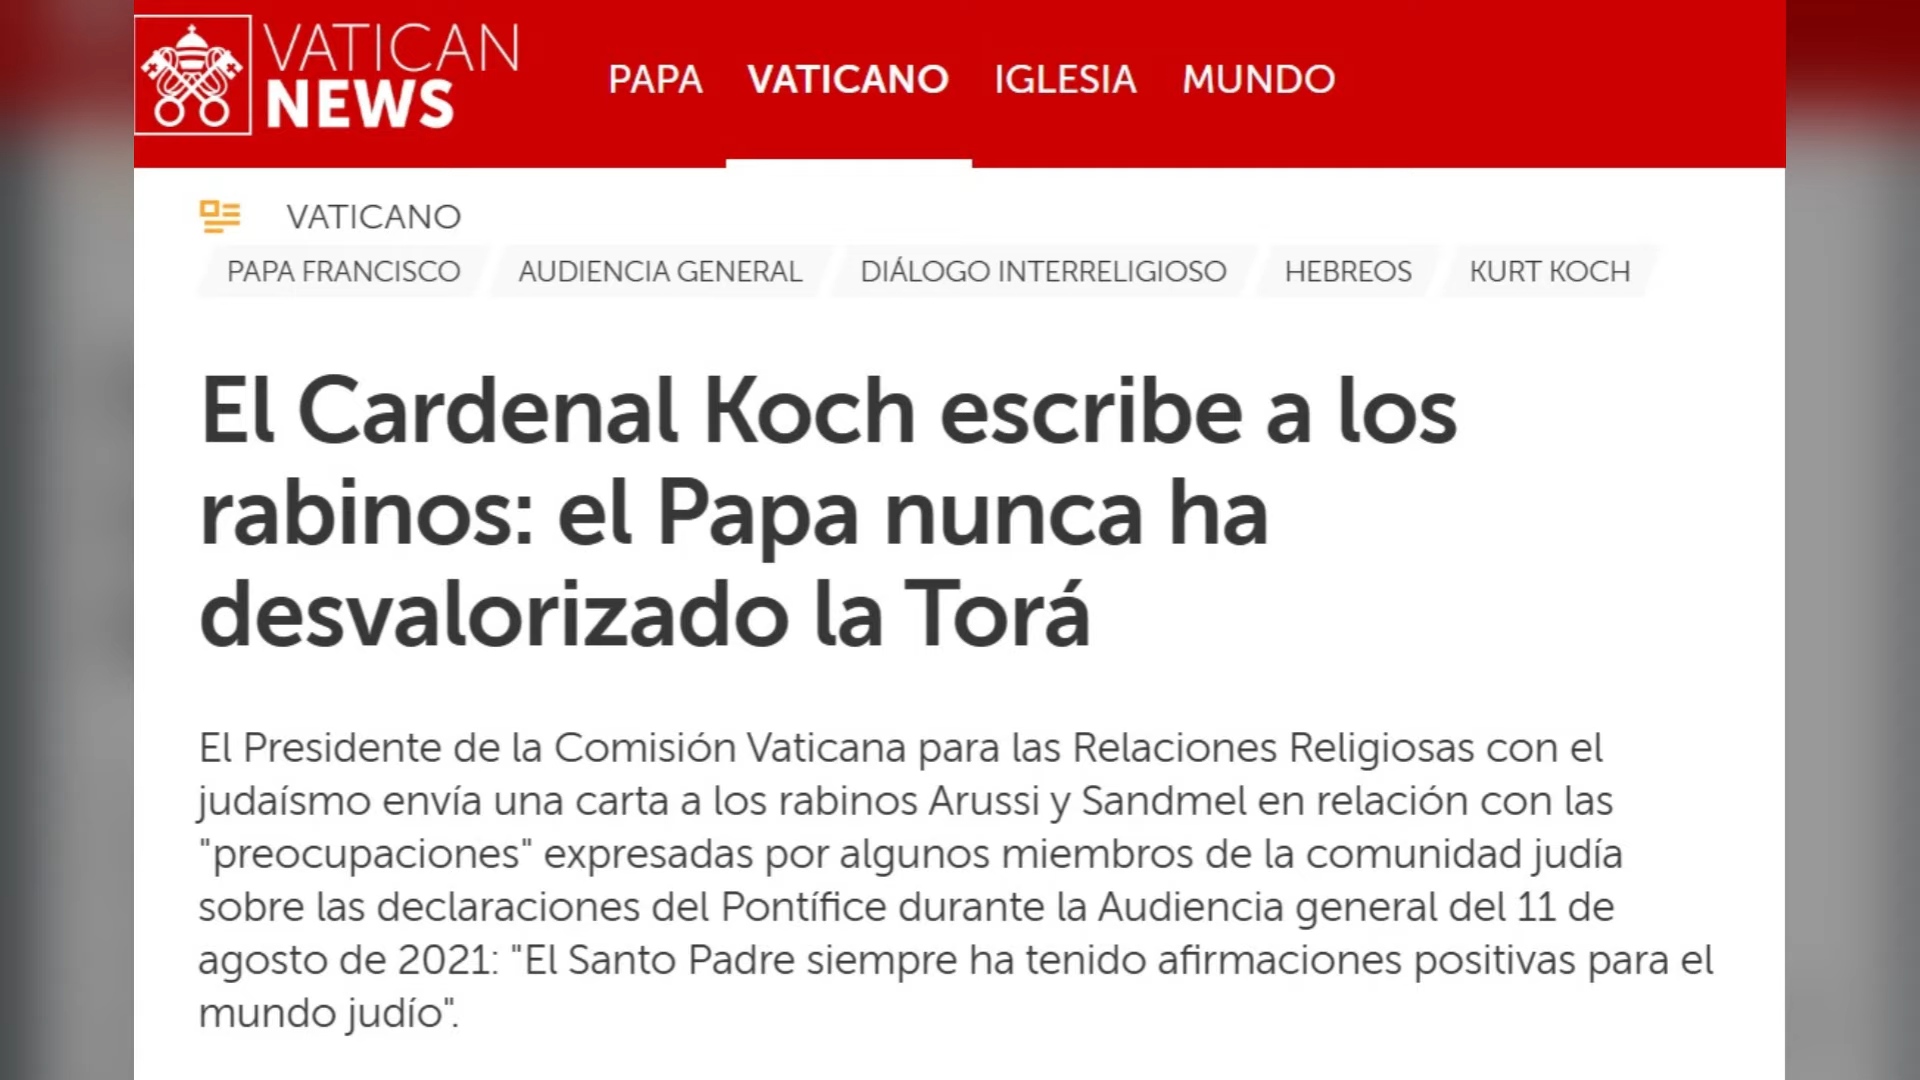 VATICAN
NEWS
PAPA VATICANO IGLESIA MUNDO
VATICANO
PAPA FRANCISCO AUDIENCIA GENERAL DIÁLOGO INTERRELIGIOSO HEBREOS KURT KOCH
El Cardenal Koch escribe a los
rabinos: el Papa nunca ha
desvalorizado la Torá
El Presidente de la Comisión Vaticana para las Relaciones Religiosas con el
judaísmo envía una carta a los rabinos Arussi y Sandmel en relación con las
"preocupaciones" expresadas por algunos miembros de la comunidad judía
sobre las declaraciones del Pontífice durante la Audiencia general del 11 de
agosto de 2021: "El Santo Padre siempre ha tenido afirmaciones positivas para el
mundo judío".